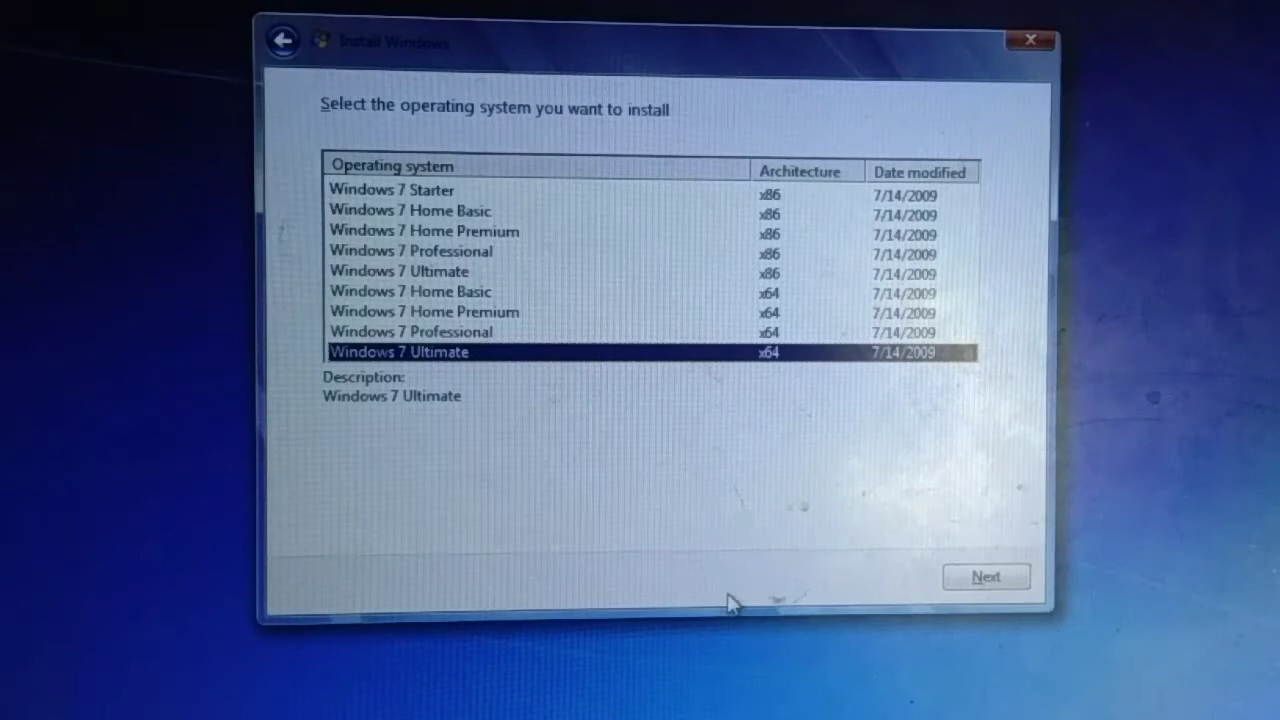 Install Windows
Select the operating system you want to install
Operating system Architecture Date modified
Windows 7 Starter x86 7/14/2009
Windows 7 Home Basic x86 7/14/2009
Windows 7 Home Premium x86 7/14/2009
Windows 7 Professional x86 7/14/2009
Windows 7 Ultimate x86 7/14/2009
Windows 7 Home Basic x64 7/14/2009
Windows 7 Home Premium x64 7/14/2009
Windows 7 Professional x64 7/14/2009
Windows 7 Ultimate x64 7/14/2009
Description:
Windows 7 Ultimate
Next